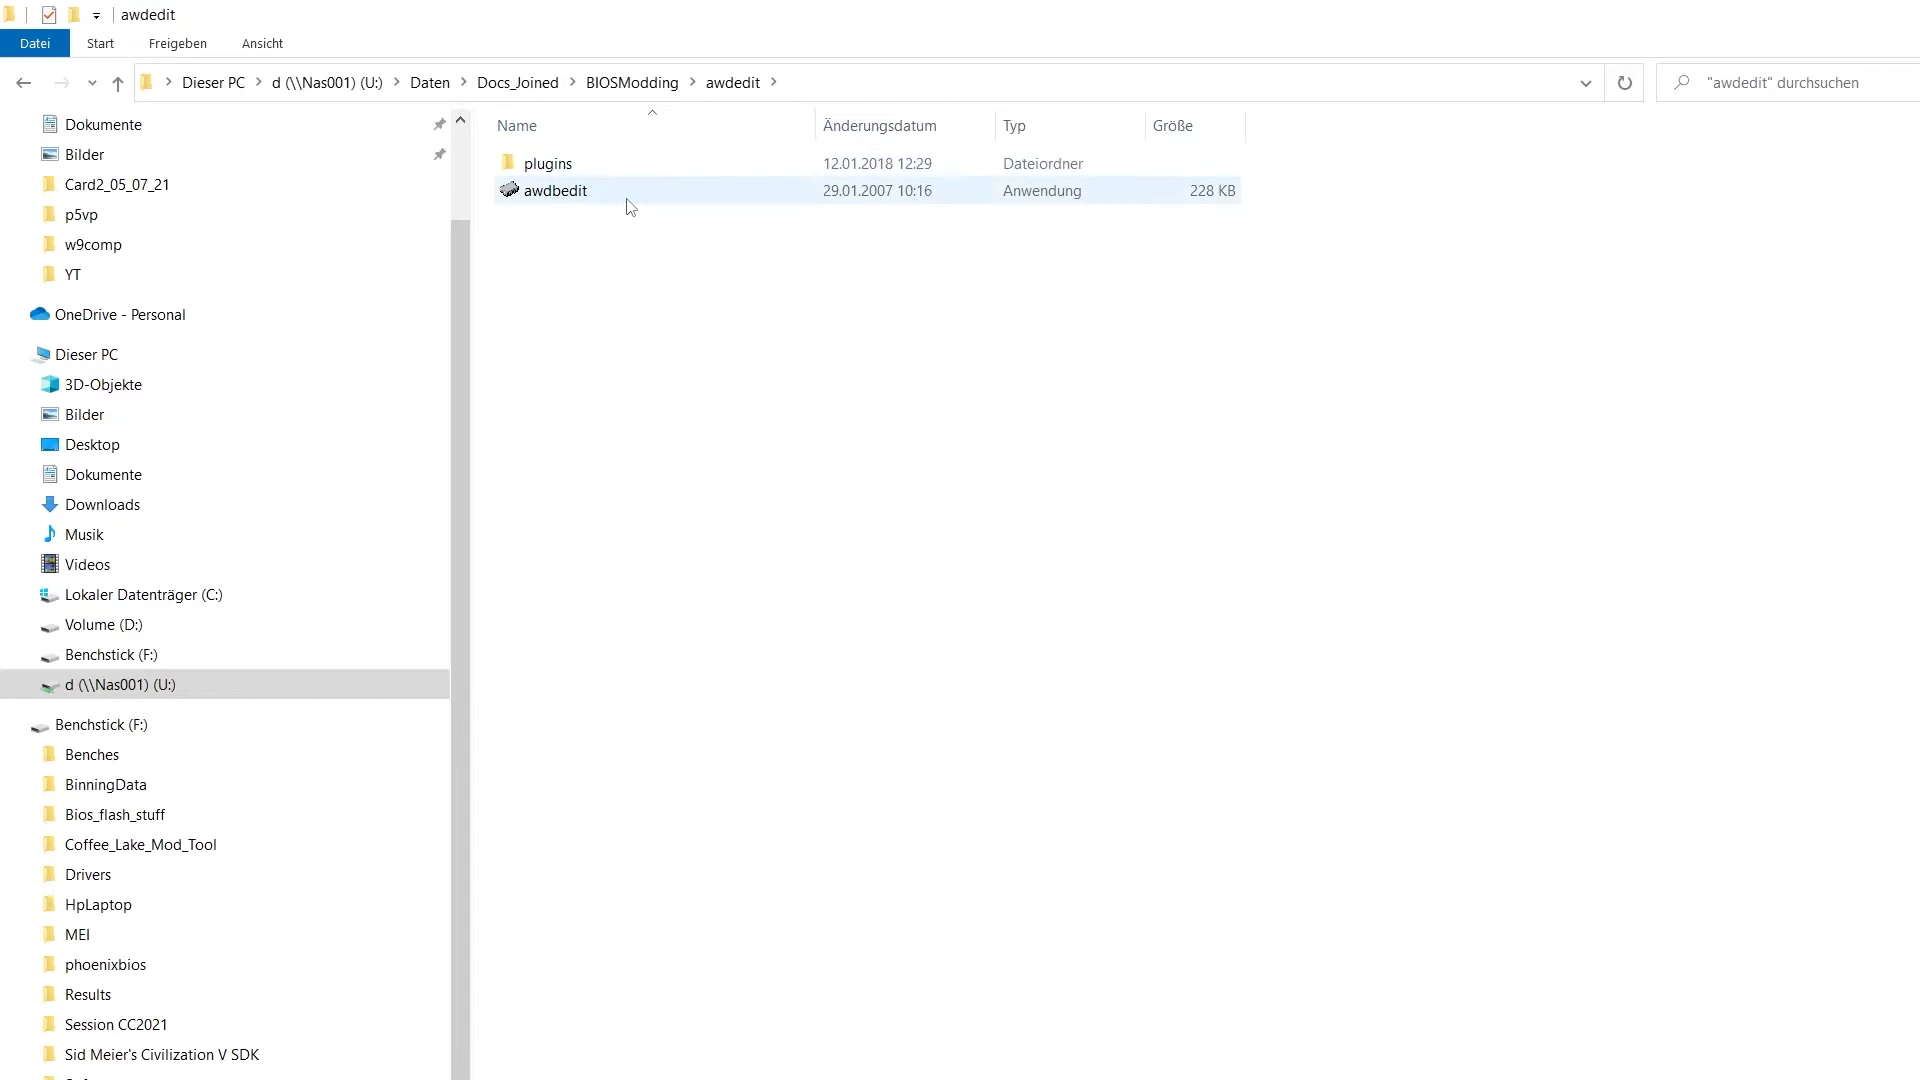 awdedit
Datei Start Freigeben Ansicht
Dieser PC d (\\Nas001) (U:) Daten Docs_Joined BIOSModding awdedit
"awdedit" durchsuchen
Dokumente
Bilder
Card2_05_07_21
p5vp
w9comp
YT
OneDrive - Personal
Dieser PC
3D-Objekte
Bilder
Desktop
Dokumente
Downloads
Musik
Videos
Lokaler Datenträger (C:)
Volume (D:)
Benchstick (F:)
d (\\Nas001) (U:)
Benchstick (F:)
Benches
BinningData
Bios_flash_stuff
Coffee_Lake_Mod_Tool
Drivers
HpLaptop
MEI
phoenixbios
Results
Session CC2021
Sid Meier's Civilization V SDK
Name Änderungsdatum Typ Größe
plugins 12.01.2018 12:29 Dateiordner
awdbedit 29.01.2007 10:16 Anwendung 228 KB